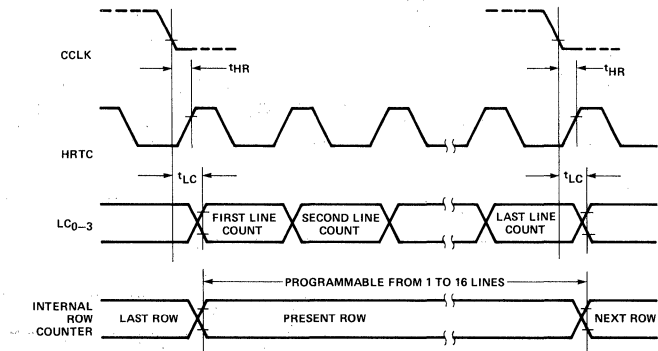 CCLK
tHR
tHR
HRTC
tLC
tLC
LC0–3
FIRST LINE
COUNT
SECOND LINE
COUNT
LAST LINE
COUNT
PROGRAMMABLE FROM 1 TO 16 LINES
INTERNAL
ROW
COUNTER
LAST ROW
PRESENT ROW
NEXT ROW